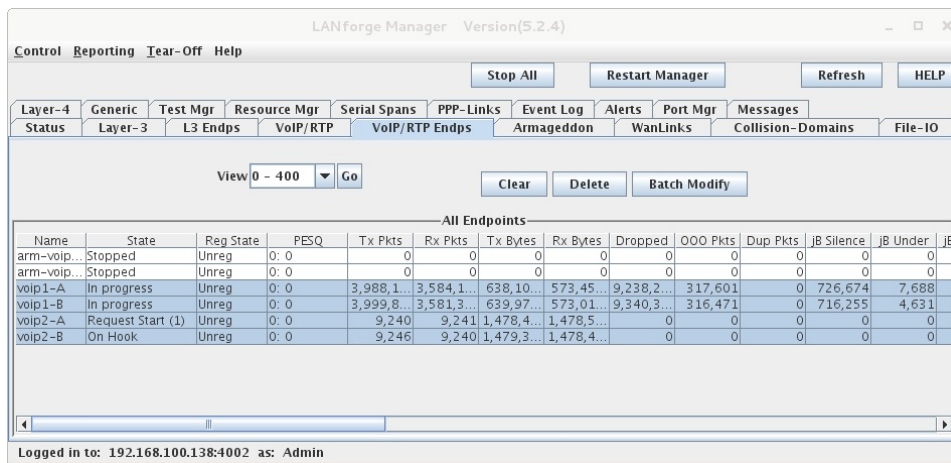 LANforge Manager Version(5.2.4)
Control Reporting Tear-Off Help
Stop All Restart Manager Refresh HELP
Layer-4 Generic Test Mgr Resource Mgr Serial Spans PPP-Links Event Log Alerts Port Mgr Messages
Status Layer-3 L3 Endps VoIP/RTP VoIP/RTP Endps Armageddon WanLinks Collision-Domains File-IO
View 0 - 400 Go Clear Delete Batch Modify
All Endpoints
Name State Reg State PESQ Tx Pkts Rx Pkts Tx Bytes Rx Bytes Dropped OOO Pkts Dup Pkts jB Silence jB Under
arm-voip... Stopped Unreg 0: 0 0 0 0 0 0 0 0 0 0
arm-voip... Stopped Unreg 0: 0 0 0 0 0 0 0 0 0 0
voip1-A In progress Unreg 0: 0 3,988,1... 3,584,1... 638,10... 573,45... 9,238,2... 317,601 0 726,674 7,688
voip1-B In progress Unreg 0: 0 3,999,8... 3,581,3... 639,97... 573,01... 9,340,3... 316,471 0 716,255 4,631
voip2-A Request Start (1) Unreg 0: 0 9,240 9,241 1,478,4... 1,478,5... 0 0 0 0 0
voip2-B On Hook Unreg 0: 0 9,246 9,240 1,479,3... 1,478,4... 0 0 0 0 0
Logged in to: 192.168.100.138:4002 as: Admin